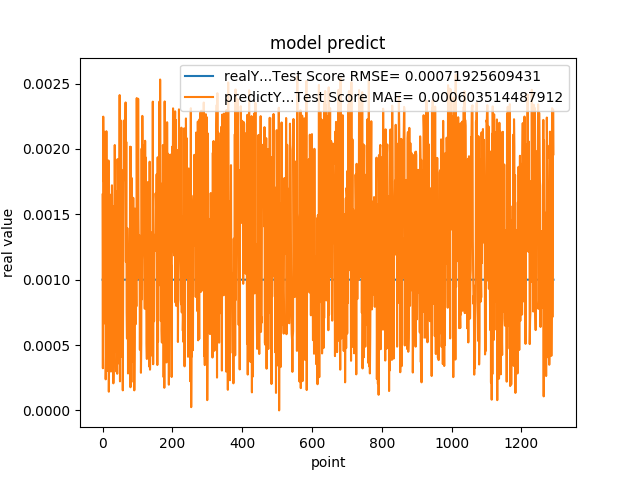 model predict
realY...Test Score RMSE= 0.00071925609431
predictY...Test Score MAE= 0.000603514487912
real value
0.0025
0.0020
0.0015
0.0010
0.0005
0.0000
0 200 400 600 800 1000 1200
point